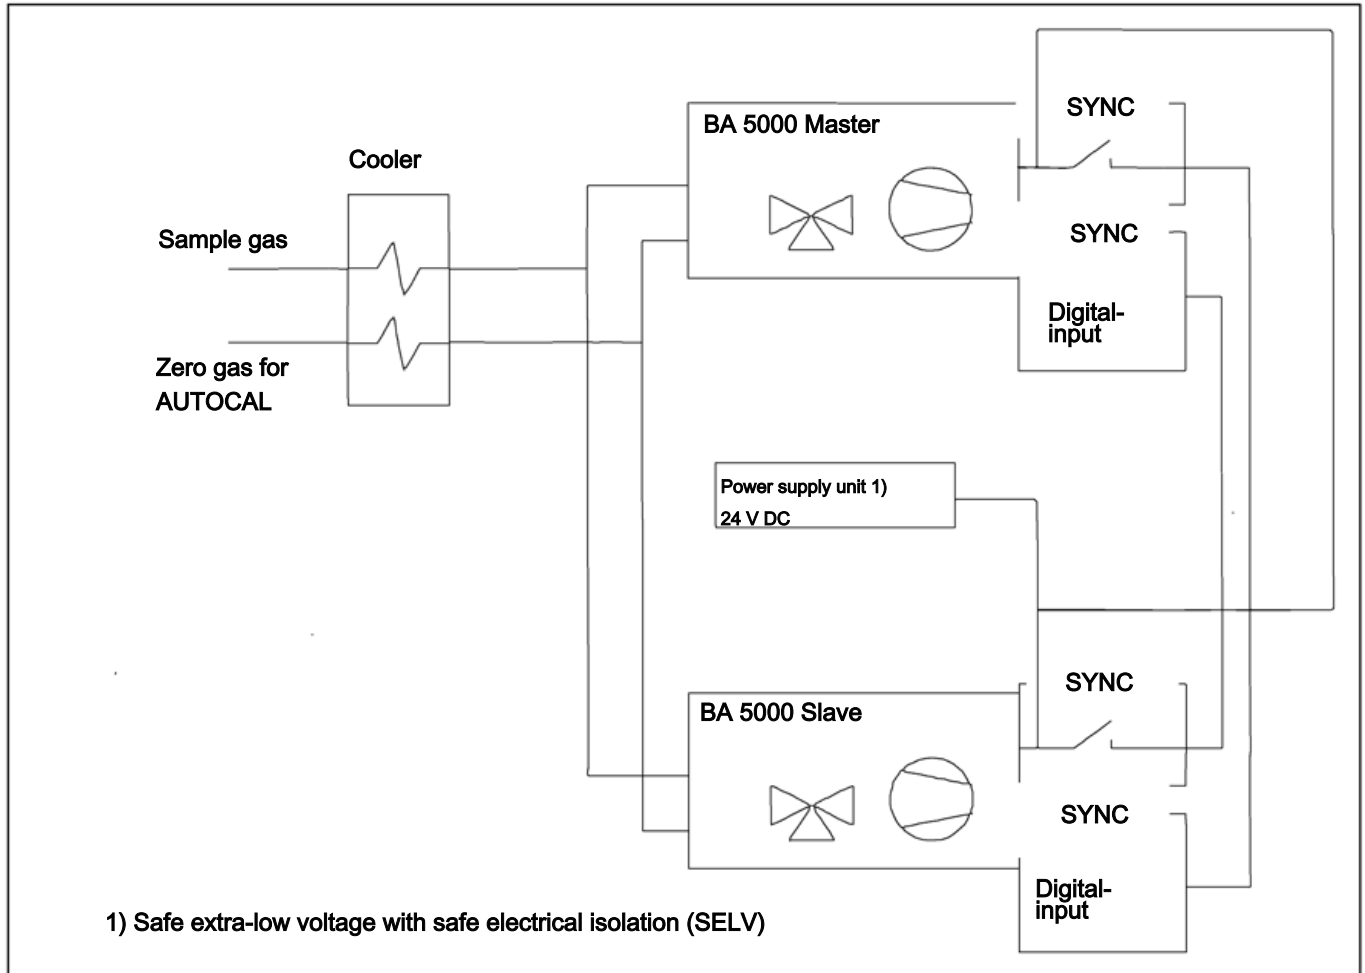 SYNC
BA 5000 Master
Cooler
Sample gas
SYNC
Digital-
input
Zero gas for
AUTOCAL
Power supply unit 1)
24 V DC
SYNC
BA 5000 Slave
SYNC
Digital-
input
1) Safe extra-low voltage with safe electrical isolation (SELV)